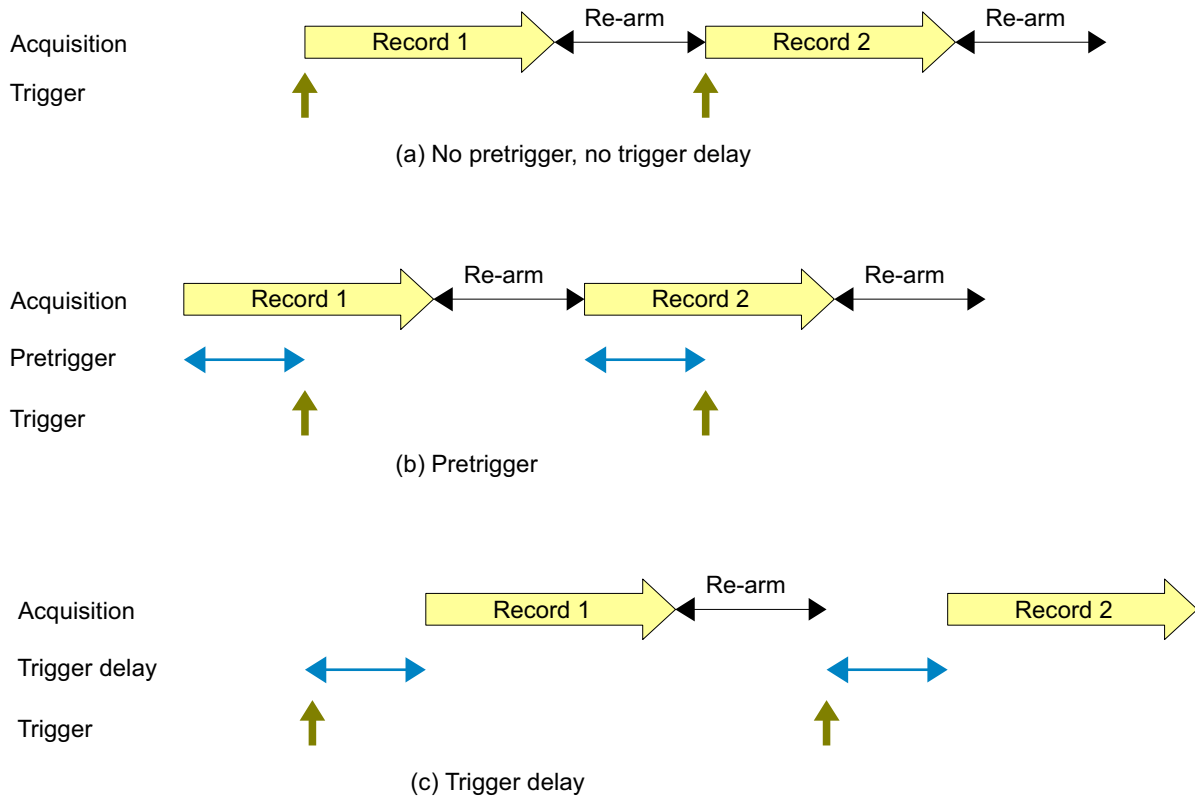 Re-arm
Re-arm
Acquisition
Record 1
Record 2
Trigger
(a) No pretrigger, no trigger delay
Re-arm
Re-arm
Acquisition
Record 1
Record 2
Pretrigger
Trigger
(b) Pretrigger
Re-arm
Acquisition
Record 1
Record 2
Trigger delay
Trigger
(c) Trigger delay